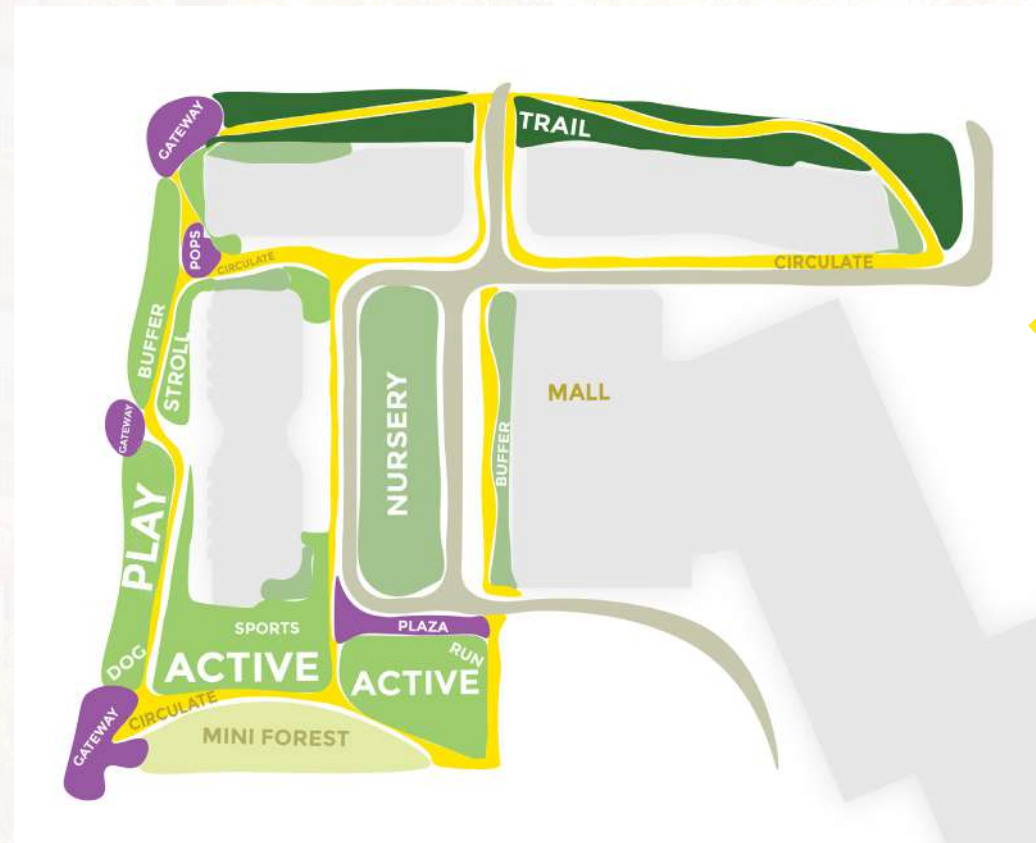 GATEWAY
TRAIL
POPS
CIRCULATE
CIRCULATE
BUFFER
STROLL
MALL
NURSERY
BUFFER
GATEWAY
PLAY
SPORTS
PLAZA
DOG
ACTIVE
RUN
ACTIVE
CIRCULATE
GATEWAY
MINI FOREST